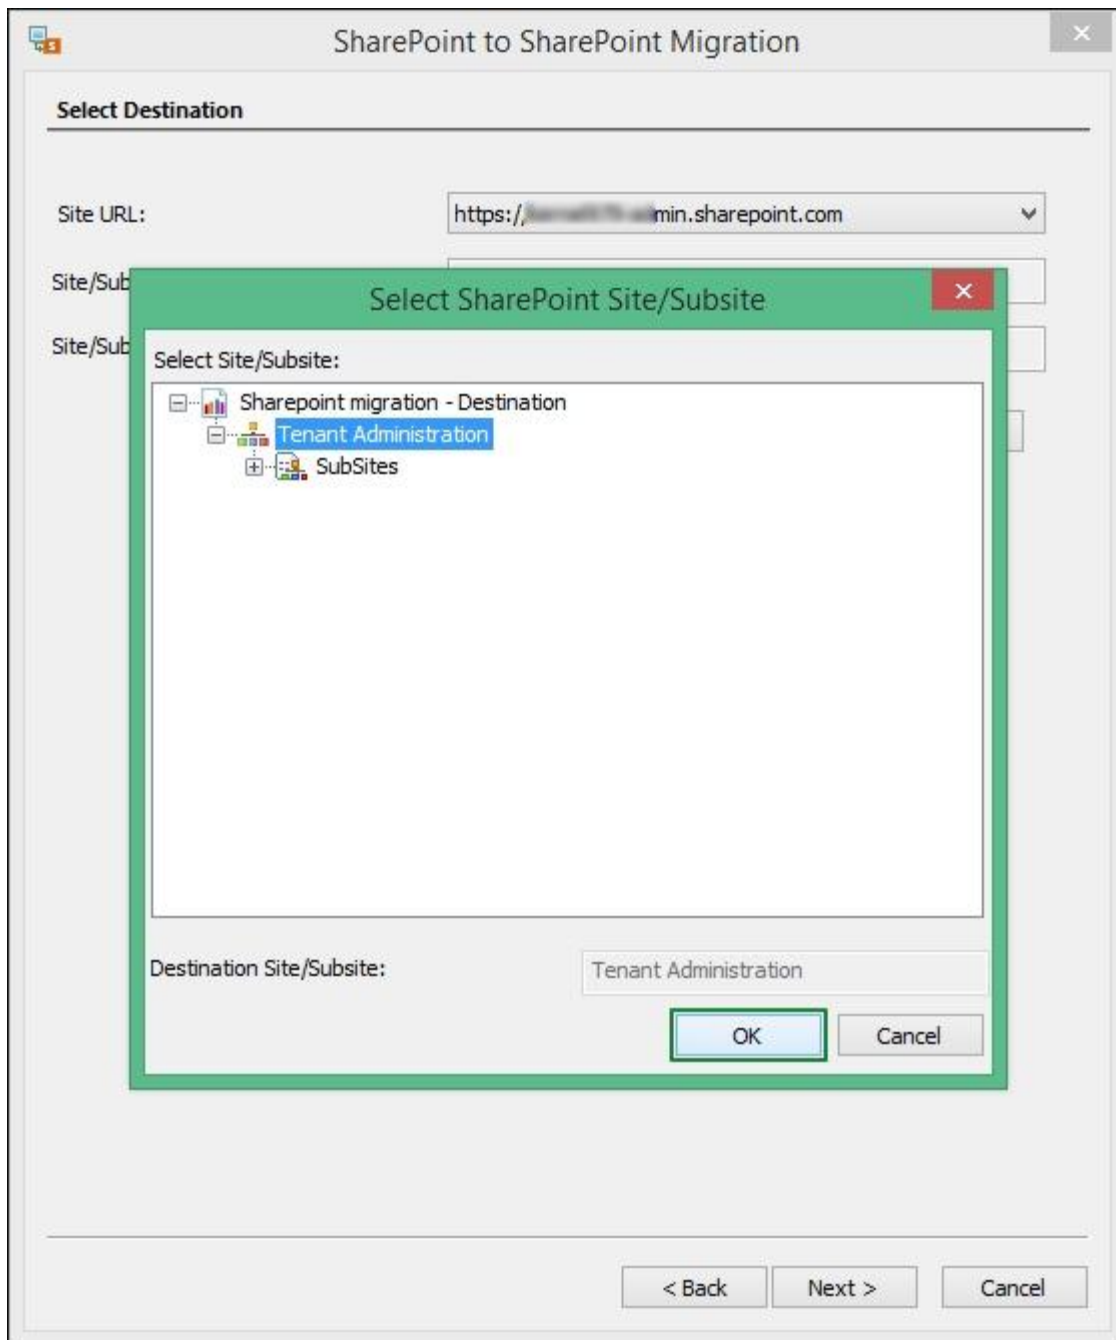 SharePoint to SharePoint Migration
Select Destination
Site URL: https:/ min.sharepoint.com
Site/Sub
Select SharePoint Site/Subsite
Site/Sub
Select Site/Subsite:
Sharepoint migration - Destination
Tenant Administration
SubSites
Destination Site/Subsite: Tenant Administration
OK Cancel
< Back Next > Cancel